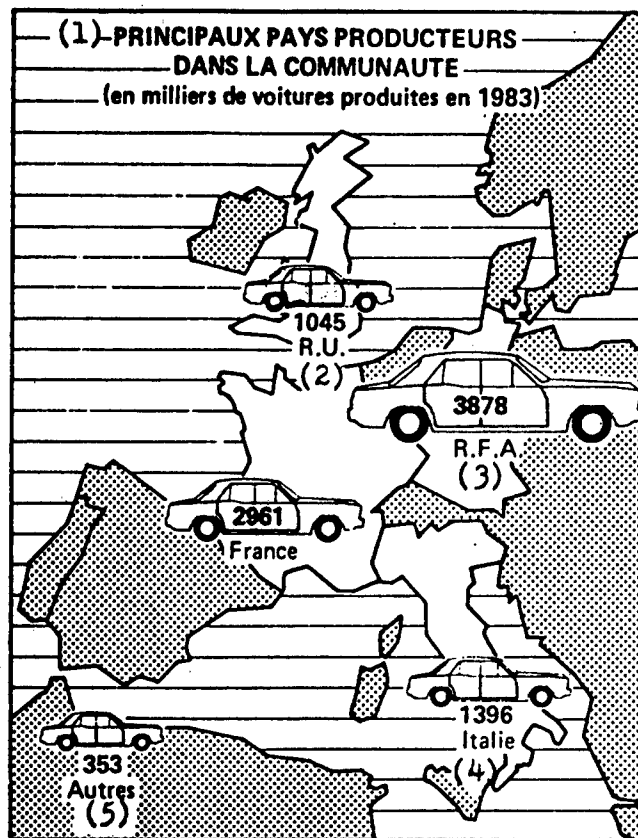 (1) PRINCIPAUX PAYS PRODUCTEURS
DANS LA COMMUNAUTE
(en milliers de voitures produites en 1983)
1045
R.U.
(2)
3878
R.F.A.
(3)
2961
France
1396
Italie
(4)
353
Autres
(5)